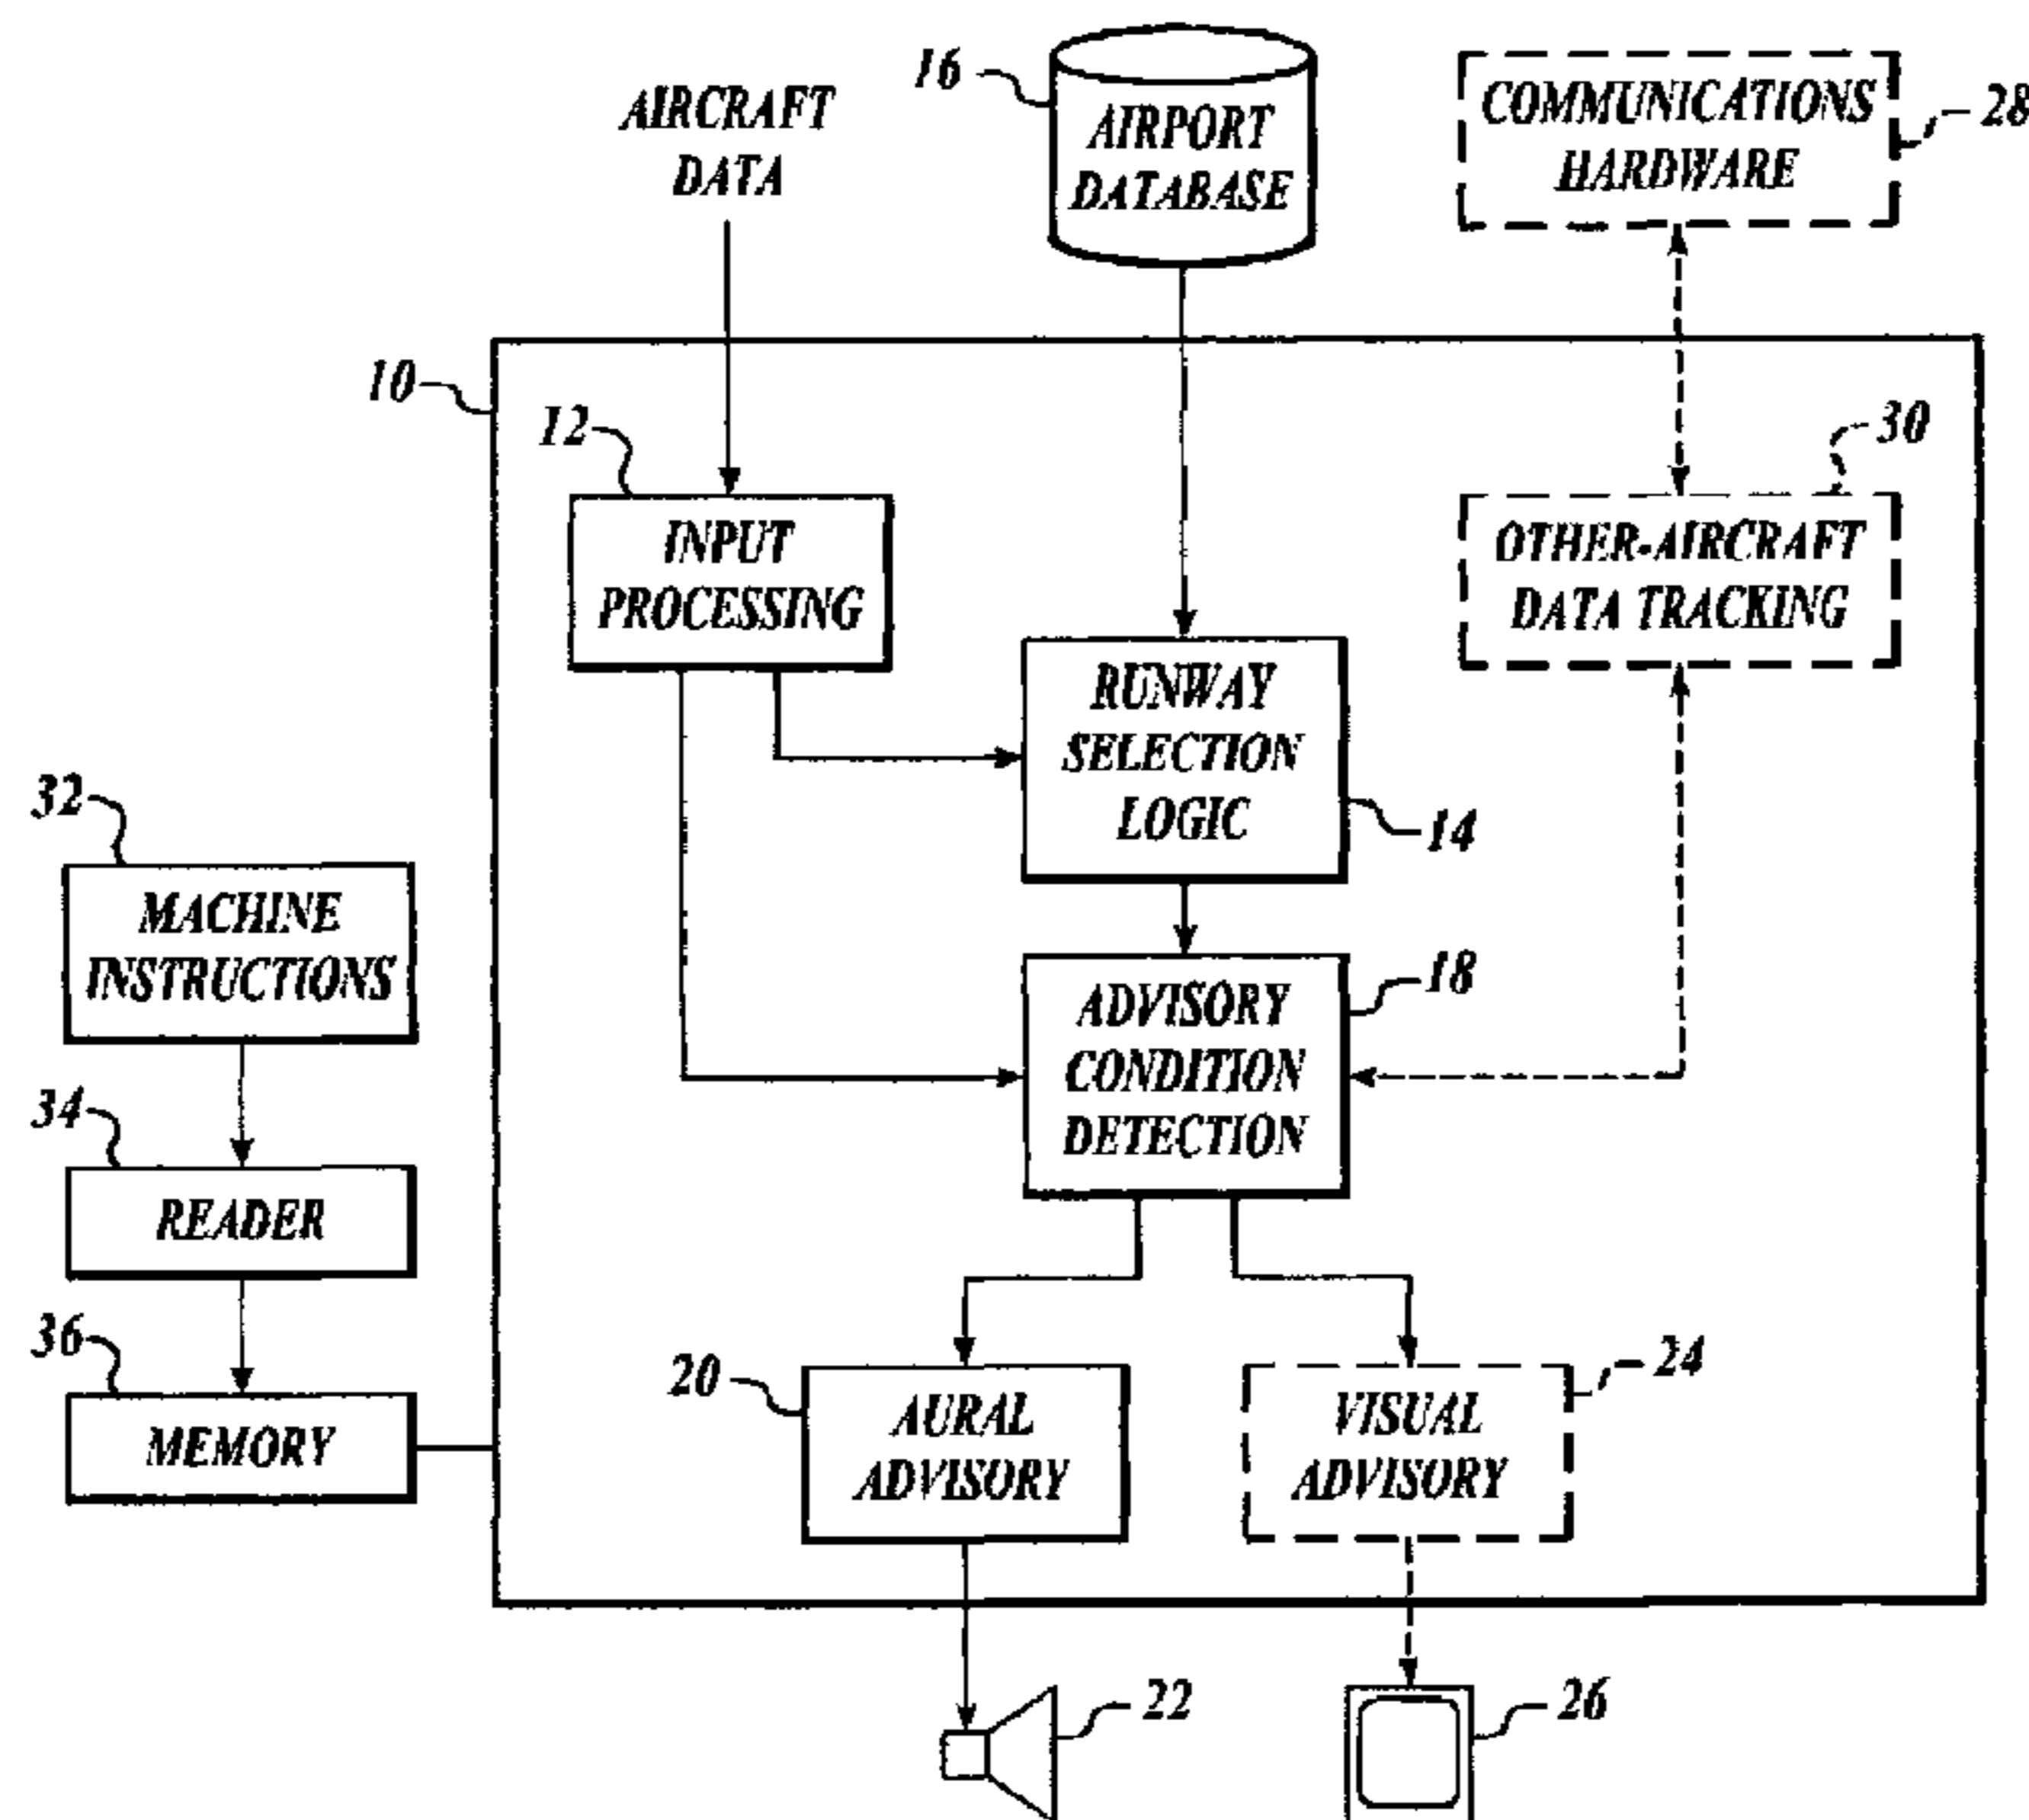 AIRCRAFT
DATA
16
AIRPORT
DATABASE
COMMUNICATIONS
HARDWARE
28
10
12
INPUT
PROCESSING
30
OTHER-AIRCRAFT
DATA TRACKING
RUNWAY
SELECTION
LOGIC
14
32
MACHINE
INSTRUCTIONS
18
ADVISORY
CONDITION
DETECTION
34
READER
36
MEMORY
20
AURAL
ADVISORY
24
VISUAL
ADVISORY
22
26